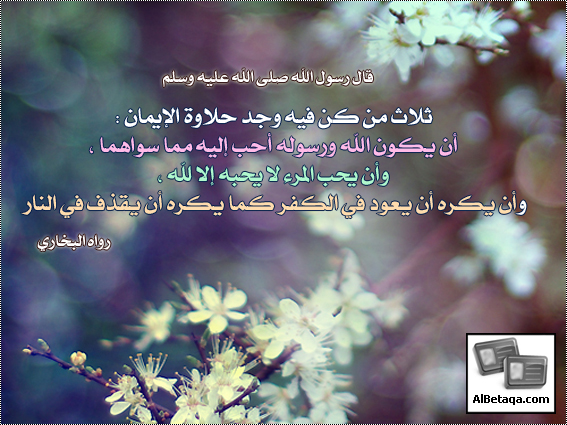 قال رسول الله صلى الله عليه وسلم
ثلاث من كن فيه وجد حلاوة الإيمان :
أن يكون الله ورسوله أحب إليه مما سواهما ،
وأن يحب المرء لا يحبه إلا لله ،
وأن يكره أن يعود في الكفر كما يكره أن يقذف في النار
رواه البخاري
AlBetaqa.com